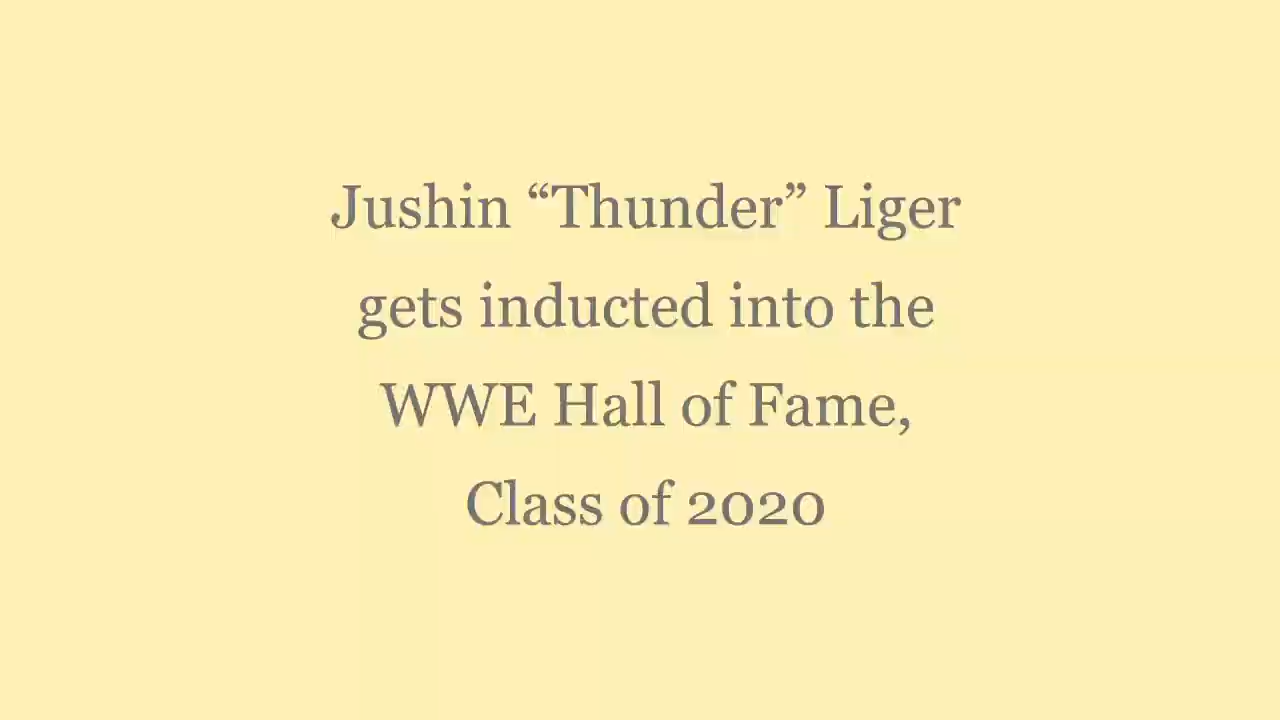 Jushin “Thunder” Liger
gets inducted into the
WWE Hall of Fame,
Class of 2020